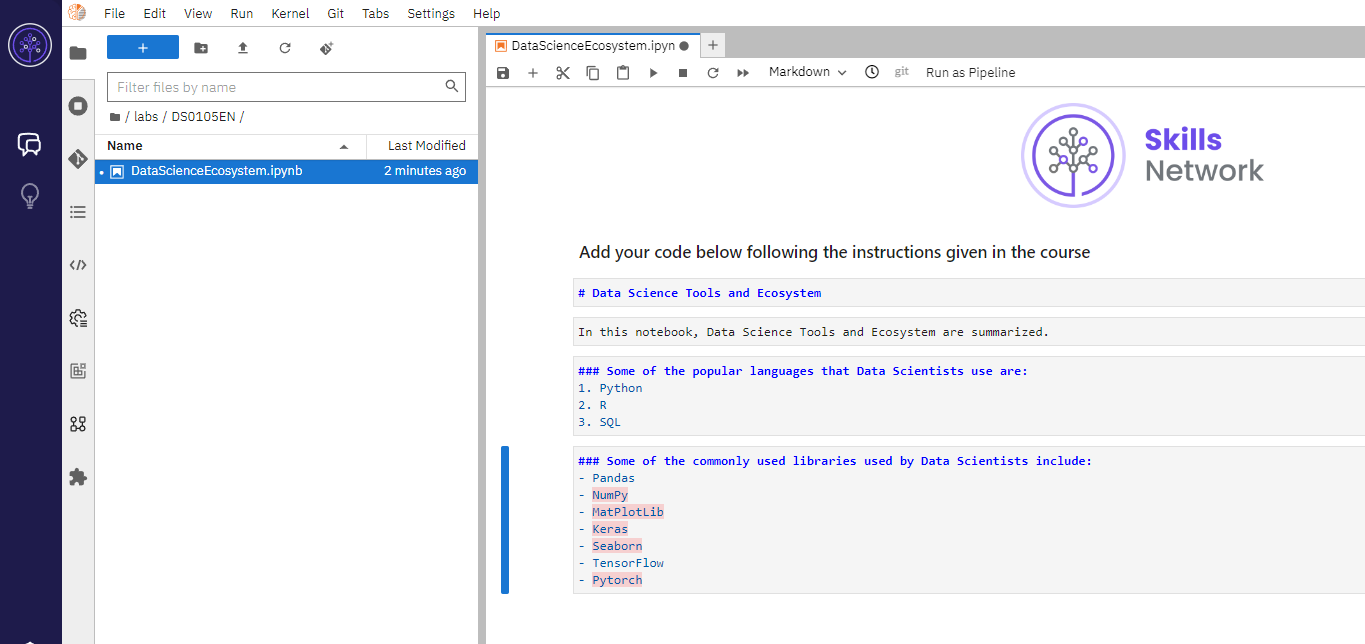 File Edit View Run Kernel Git Tabs Settings Help
DataScienceEcosystem.ipyn
Markdown git Run as Pipeline
Filter files by name
/ labs / DS0105EN /
Name Last Modified
DataScienceEcosystem.ipynb 2 minutes ago
Skills
Network
Add your code below following the instructions given in the course
# Data Science Tools and Ecosystem
In this notebook, Data Science Tools and Ecosystem are summarized.
### Some of the popular languages that Data Scientists use are:
1. Python
2. R
3. SQL
### Some of the commonly used libraries used by Data Scientists include:
- Pandas
- NumPy
- MatPlotLib
- Keras
- Seaborn
- TensorFlow
- Pytorch